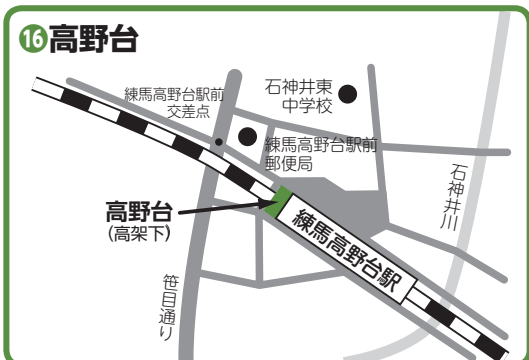 ⑯高野台
練馬高野台駅前
交差点
石神井東
中学校
練馬高野台駅前
郵便局
石神井川
高野台
(高架下)
練馬高野台駅
笹目通り